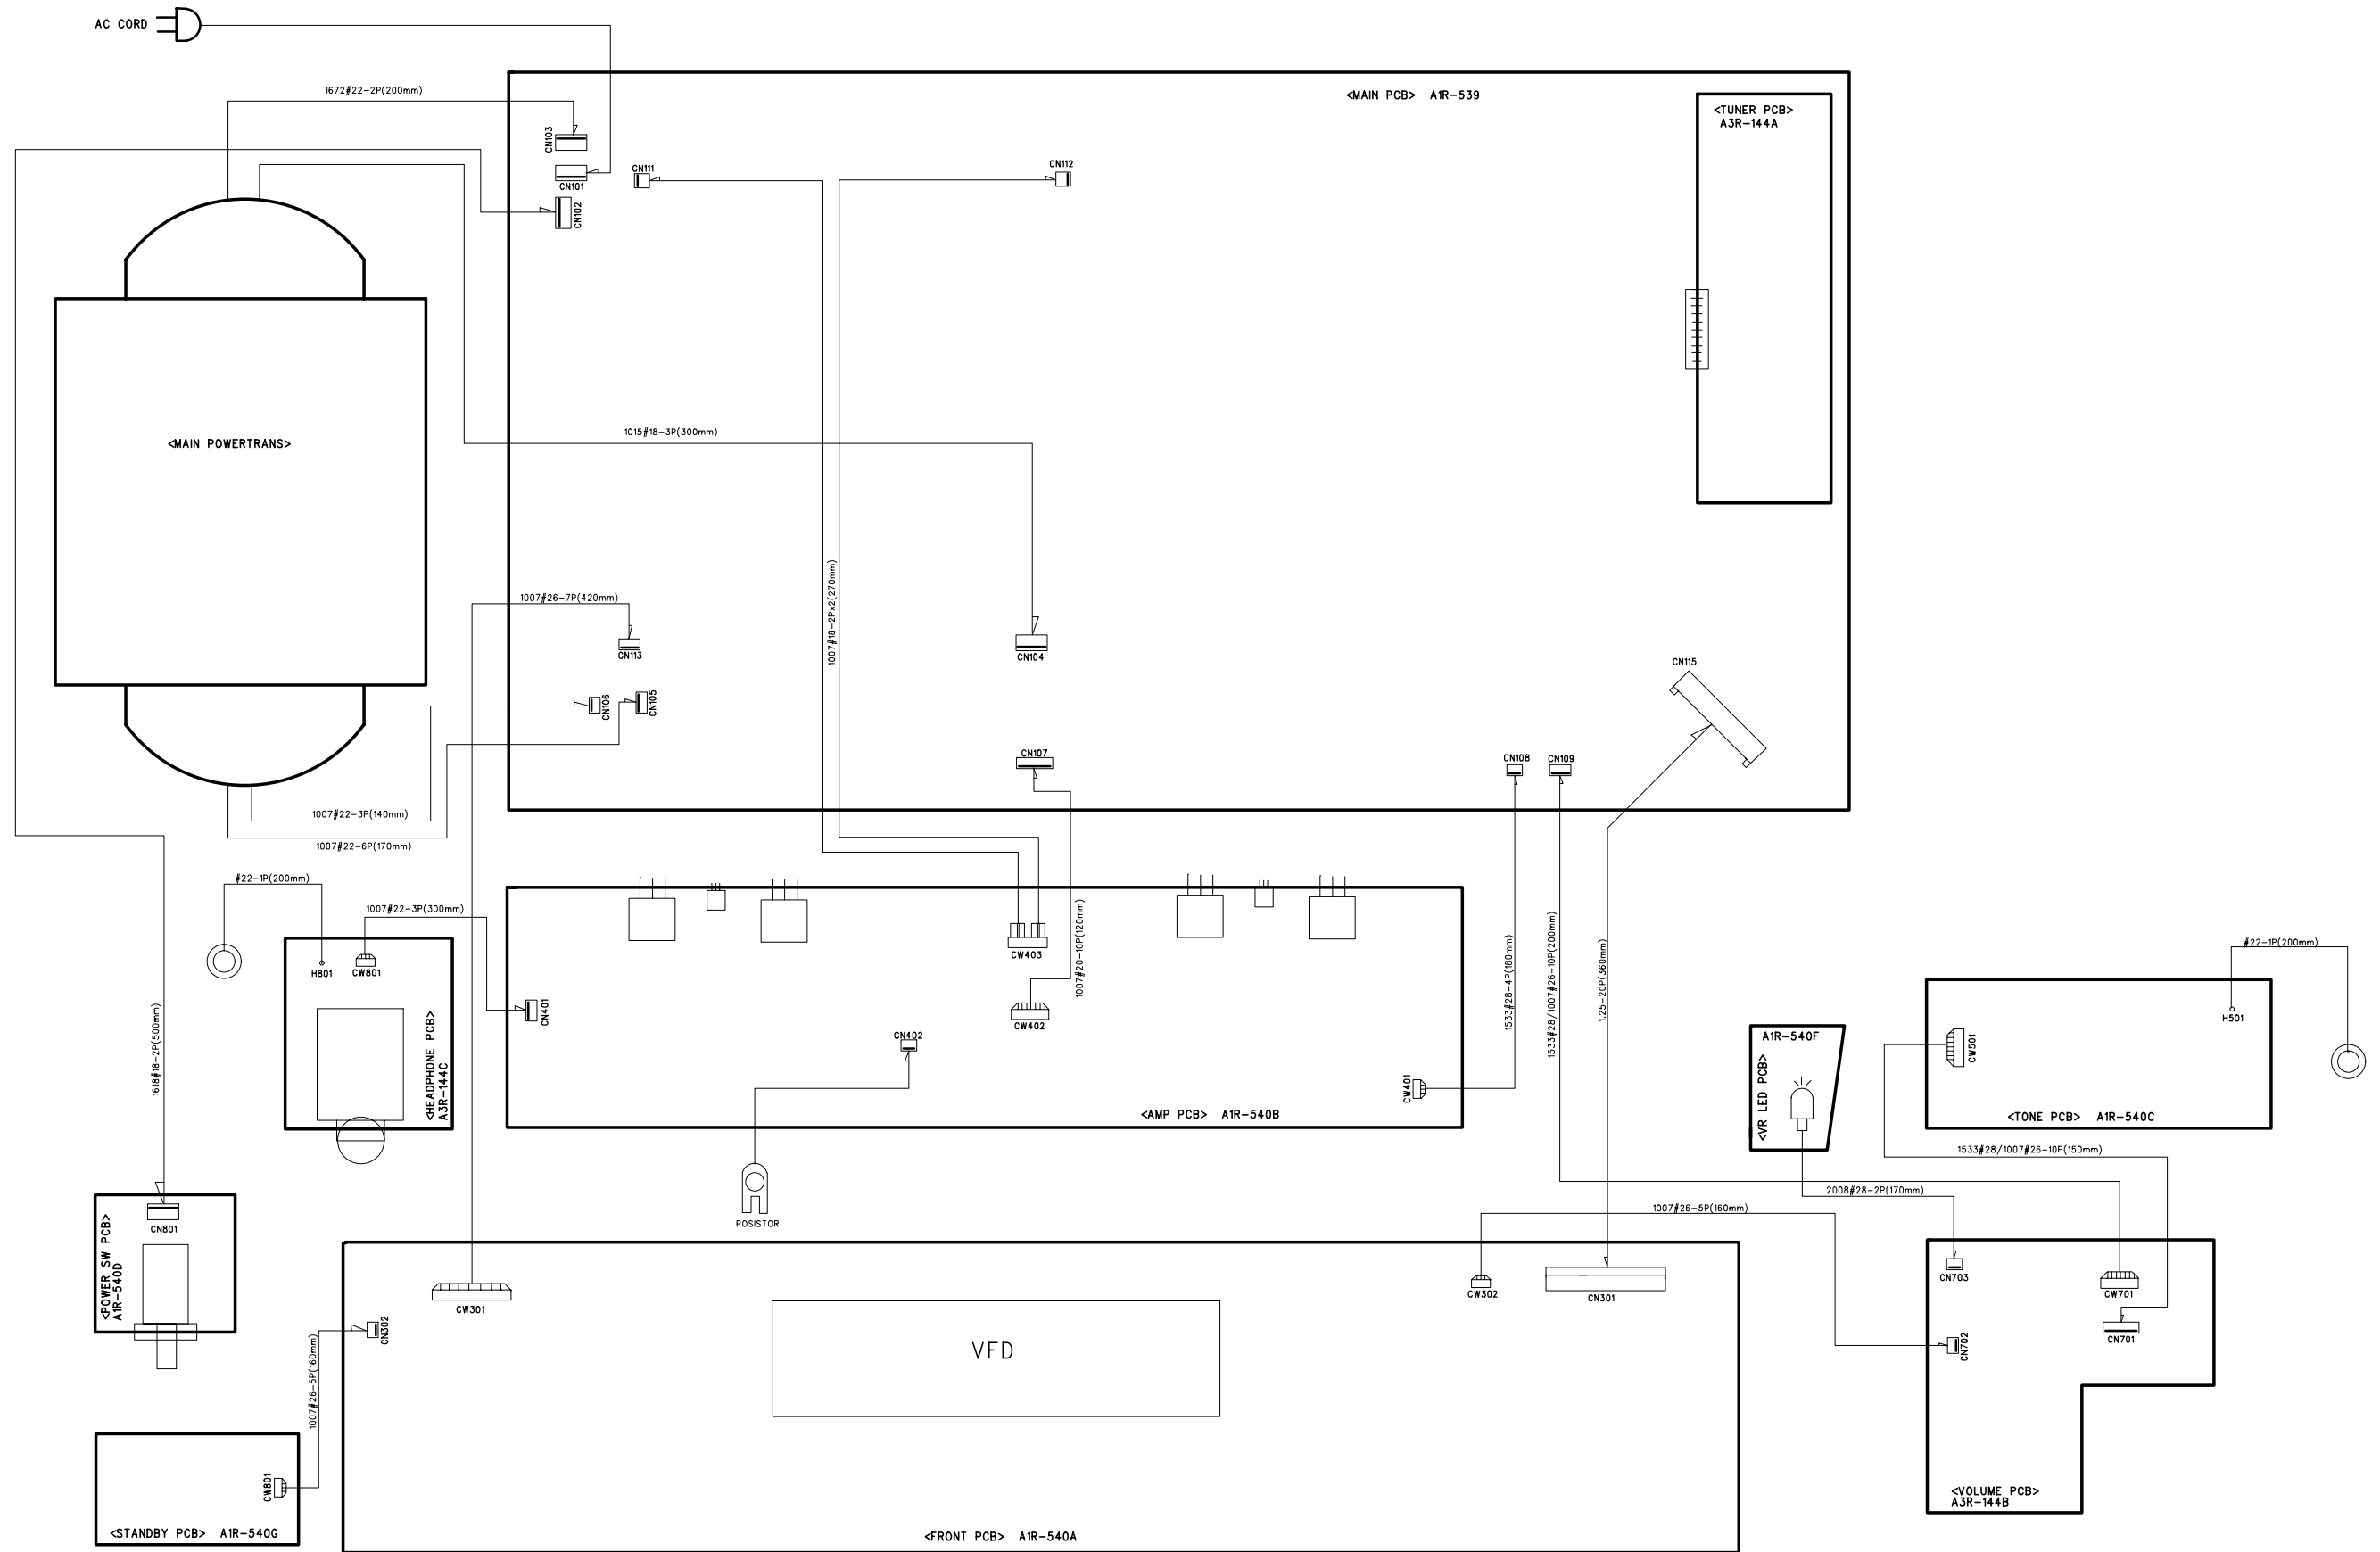 AC CORD
1672#22-2P(200mm)
<MAIN PCB>   A1R-539
<TUNER PCB>
A3R-144A
CN103
CN101
CN102
CN111
CN112
<MAIN POWERTRANS>
1015#18-3P(300mm)
1007#26-7P(420mm)
1007#18-2Px2(270mm)
CN113
CN104
CN115
CN106
CN105
CN107
CN108
CN109
1007#22-3P(140mm)
1007#22-6P(170mm)
#22-1P(200mm)
1007#22-3P(300mm)
H801
CW801
<HEADPHONE PCB>
A3R-144C
1618#18-2P(500mm)
CN401
CW403
CW402
CN402
1007#20-10P(120mm)
CW401
<AMP PCB>   A1R-540B
1533#28-4P(180mm)
1533#28/1007#26-10P(200mm)
1.25-20P(360mm)
#22-1P(200mm)
H501
CW501
<TONE PCB>   A1R-540C
A1R-540F
<VR LED PCB>
1533#28/1007#26-10P(150mm)
2008#28-2P(170mm)
1007#26-5P(160mm)
POSISTOR
CN801
<POWER SW PCB>
A1R-540D
CW301
CN302
VFD
CW302
CN301
CN703
CW701
CN701
CN702
1007#26-5P(160mm)
CW801
<STANDBY PCB>   A1R-540G
<FRONT PCB>   A1R-540A
<VOLUME PCB>
A3R-144B